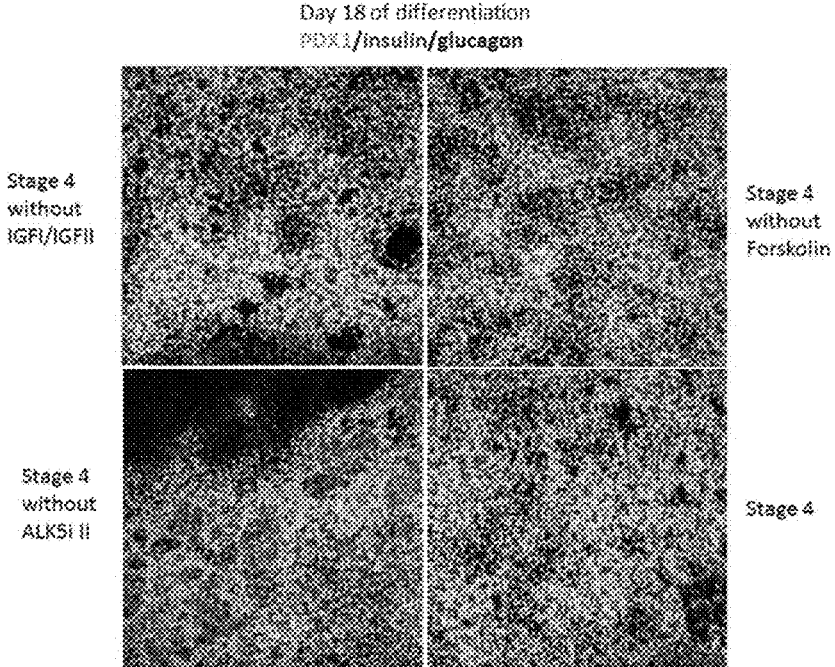 Day 18 of differentiation
PDX1/insulin/glucagon
Stage 4
without
IGFI/IGFII
Stage 4
without
Forskolin
Stage 4
without
ALK5i II
Stage 4